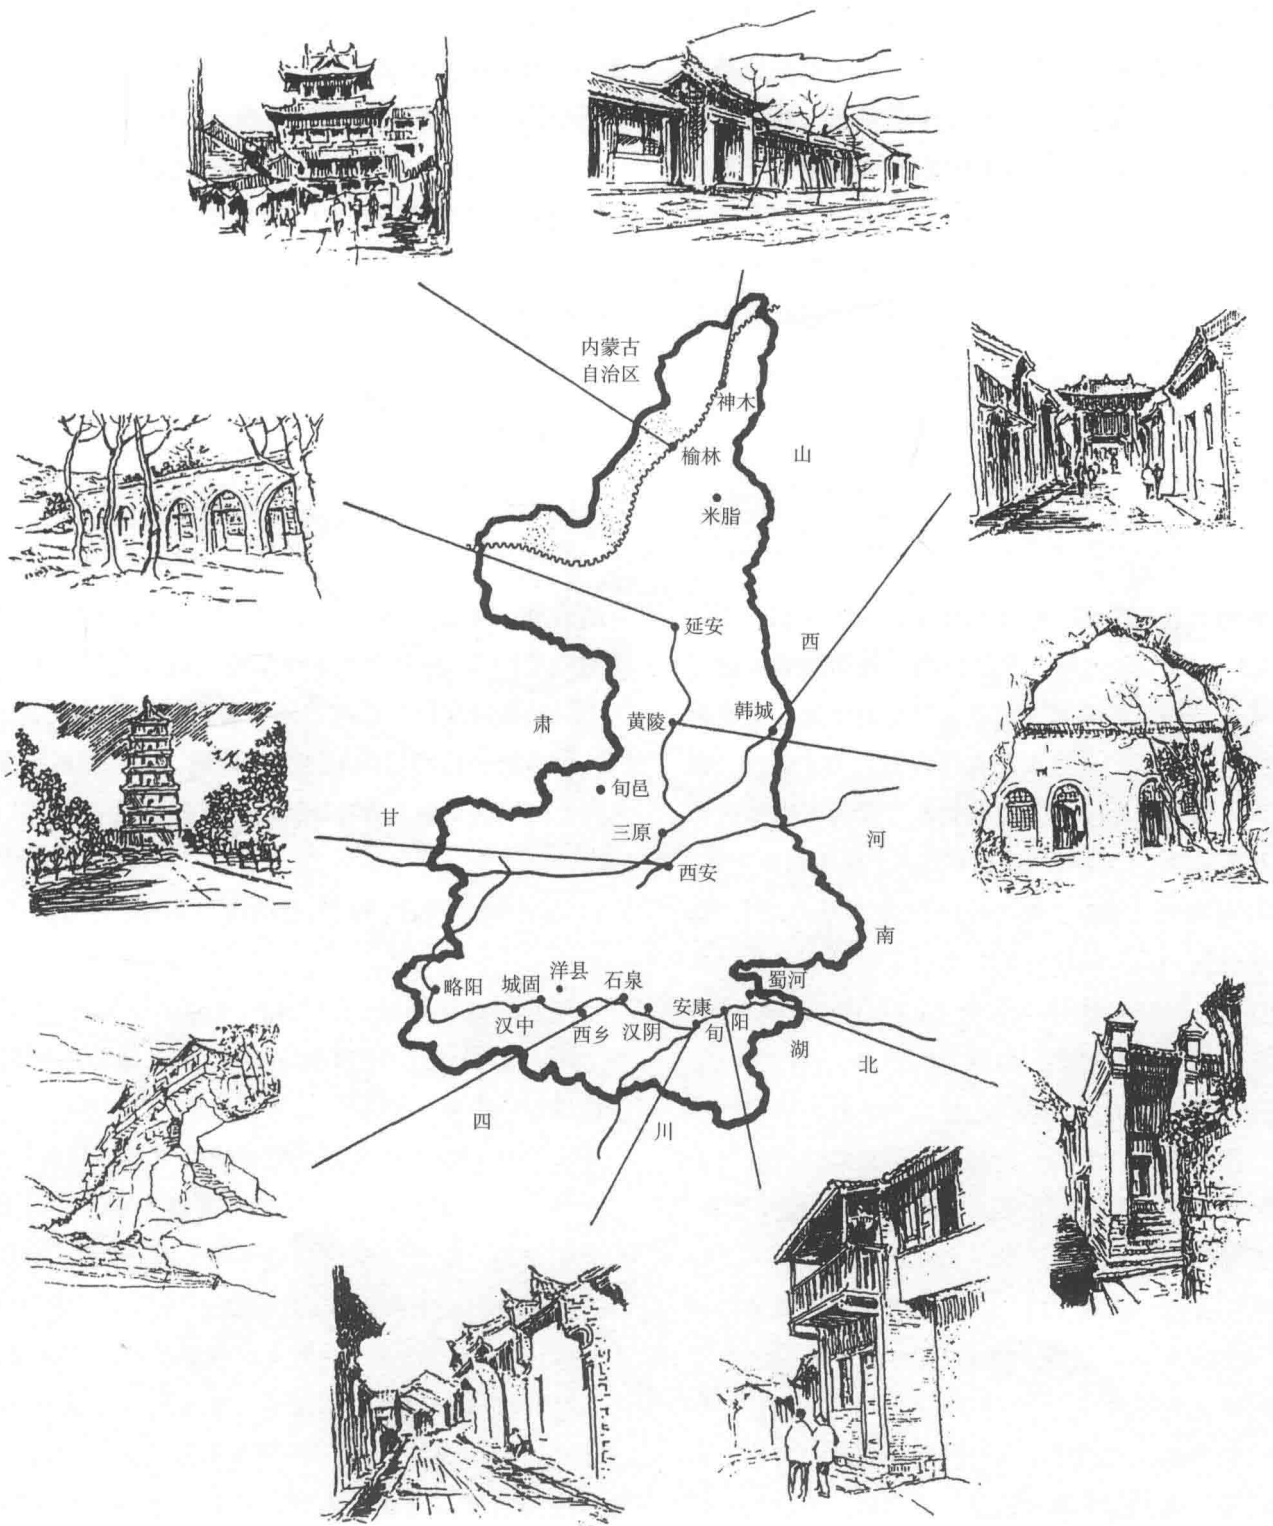 内蒙古
自治区
神木
榆林
山
米脂
延安
西
肃
黄陵
韩城
旬邑
甘
三原
河
西安
南
略阳
城固
洋县
石泉
蜀河
汉中
西乡
汉阴
安康
旬阳
湖
北
四
川